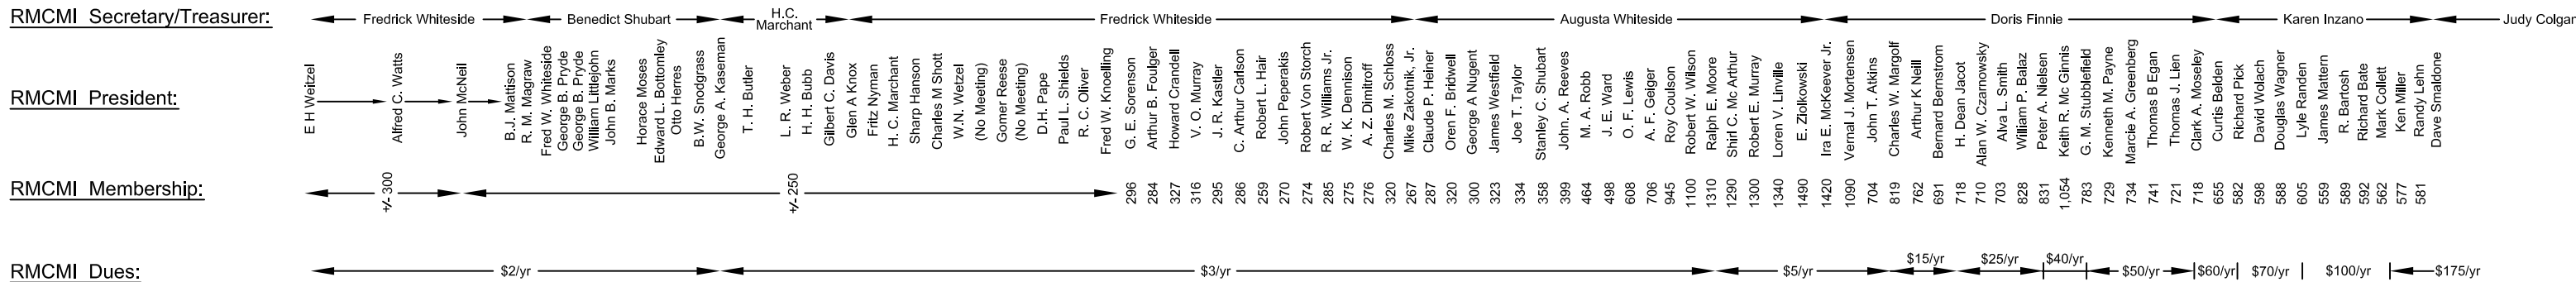 RMCMI Secretary/Treasurer:
Fredrick Whiteside
Benedict Shubart
H.C.
Marchant
Fredrick Whiteside
Augusta Whiteside
Doris Finnie
Karen Inzano
Judy Colgan
RMCMI President:
E H Weitzel
Alfred C. Watts
John McNeil
B.J. Mattison
R. M. Magraw
Fred W. Whiteside
George B. Pryde
George B. Pryde
William Littlejohn
John B. Marks
Horace Moses
Edward L. Bottomley
Otto Herres
B.W. Snodgrass
George A. Kaseman
T. H. Butler
L. R. Weber
H. H. Bubb
Gilbert C. Davis
Glen A Knox
Fritz Nyman
H. C. Marchant
Sharp Hanson
Charles M Shott
W.N. Wetzel
(No Meeting)
Gomer Reese
(No Meeting)
D.H. Pape
Paul L. Shields
R. C. Oliver
Fred W. Knoelling
G. E. Sorenson
Arthur B. Foulger
Howard Crandell
V. O. Murray
J. R. Kastler
C. Arthur Carlson
Robert L. Hair
John Peperakis
Robert Von Storch
R. R. Williams Jr.
W. K. Dennison
A. Z. Dimitroff
Charles M. Schloss
Mike Zakotnik, Jr.
Claude P. Heiner
Oren F. Bridwell
George A Nugent
James Westfield
Joe T. Taylor
Stanley C. Shubart
John. A. Reeves
M. A. Robb
J. E. Ward
O. F. Lewis
A. F. Geiger
Roy Coulson
Robert W. Wilson
Ralph E. Moore
Shirl C. Mc Arthur
Robert E. Murray
Loren V. Linville
E. Ziolkowski
Ira E. McKeever Jr.
Vernal J. Mortensen
John T. Atkins
Charles W. Margolf
Arthur K Neill
Bernard Bernstrom
H. Dean Jacot
Alan W. Czarnowsky
Alva L. Smith
William P. Balaz
Peter A. Nielsen
Keith R. Mc Ginnis
G. M. Stubblefield
Kenneth M. Payne
Marcie A. Greenberg
Thomas B Egan
Thomas J. Lien
Clark A. Moseley
Curtis Belden
Richard Pick
David Wolach
Douglas Wagner
Lyle Randen
James Mattern
R. Bartosh
Richard Bate
Mark Collett
Ken Miller
Randy Lehn
Dave Smaldone
RMCMI Membership:
+/-300
+/-250
296
284
327
316
295
286
259
270
274
285
275
276
320
267
287
320
300
323
334
358
399
464
498
608
706
945
1100
1310
1290
1300
1340
1490
1420
1090
704
819
762
691
718
710
703
828
831
1,054
783
729
734
741
721
718
655
582
598
588
605
559
589
592
562
577
581
RMCMI Dues:
$2/yr
$3/yr
$5/yr
$15/yr
$25/yr
$40/yr
$50/yr
$60/yr
$70/yr
$100/yr
$175/yr